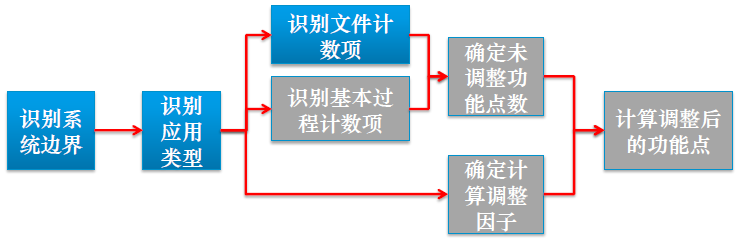 识别系
统边界
识别
应用
类型
识别文件计
数项
识别基本过
程计数项
确定未
调整功
能点数
确定计
算调整
因子
计算调整后
的功能点